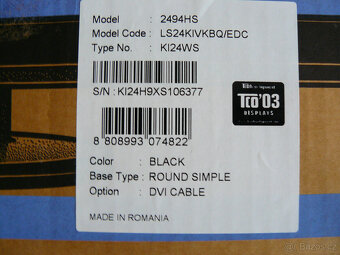 Model : 2494HS
Model Code : LS24KIVKBQ/EDC
Type No. : KI24WS
S/N : KI24H9XS106377
TCO'03
DISPLAYS
8 808993 074822
Color : BLACK
Base Type : ROUND SIMPLE
Option : DVI CABLE
MADE IN ROMANIA